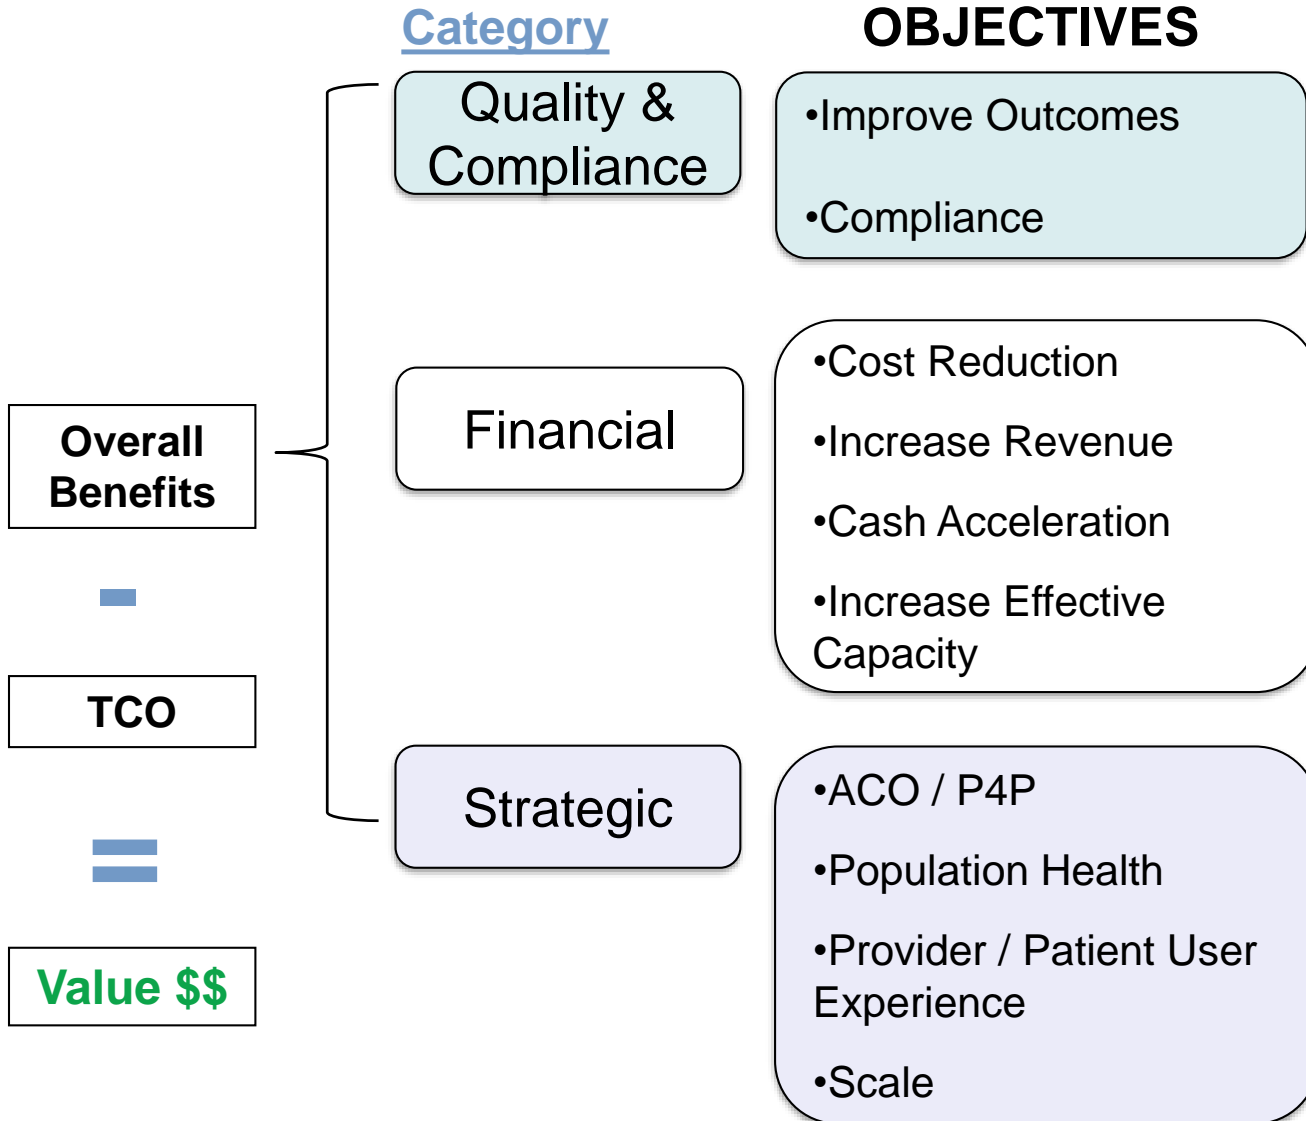 Category
OBJECTIVES
Quality &
Compliance
•Improve Outcomes
•Compliance
Financial
•Cost Reduction
•Increase Revenue
•Cash Acceleration
•Increase Effective
Capacity
Overall
Benefits
-
TCO
=
Value $$
Strategic
•ACO / P4P
•Population Health
•Provider / Patient User
Experience
•Scale